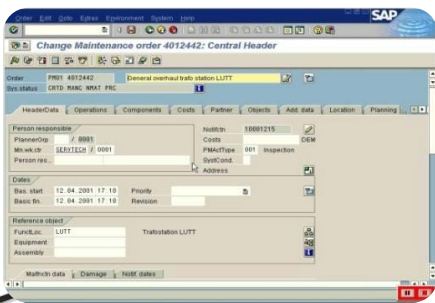 Order Edit Goto Extras Environment System Help
SAP
Change Maintenance order 4012442: Central Header
Order PM01 4012442 General overhaul trafo station LUTT
Sys.status CRTD MANC NMAT PRC
HeaderData Operations Components Costs Partner Objects Add. data Location Planning
Person responsible
PlannerGrp / 0001
Mn.wk.ctr SERVTECH / 0001
Person res...
Notifctn 10001215
Costs DEM
PMActType 001 Inspection
SystCond.
Address
Dates
Bas. start 12.04.2001 17:10 Priority
Basic fin. 12.04.2001 17:10 Revision
Reference object
FunctLoc. LUTT Trafostation LUTT
Equipment
Assembly
Malfnctn data Damage Notif. dates